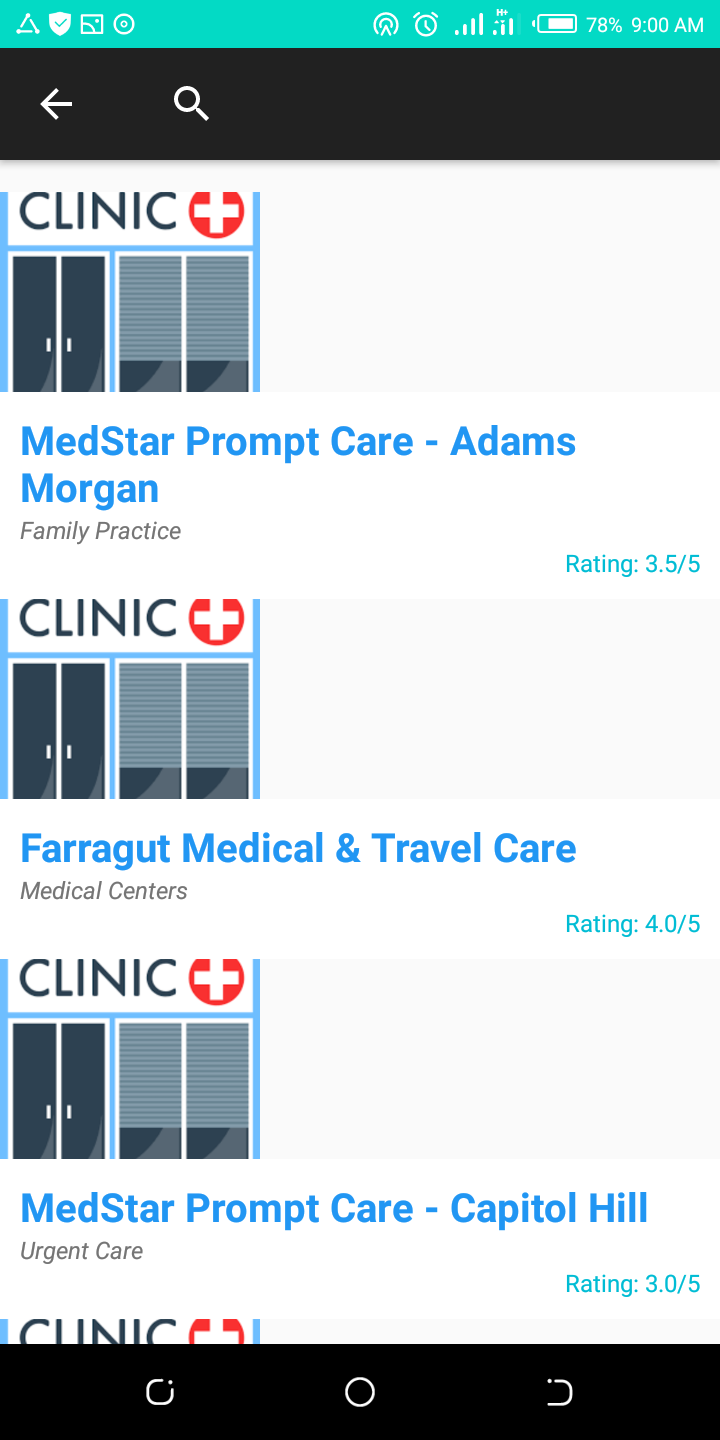 H+
78% 9:00 AM
CLINIC
MedStar Prompt Care - Adams
Morgan
Family Practice
Rating: 3.5/5
CLINIC
Farragut Medical & Travel Care
Medical Centers
Rating: 4.0/5
CLINIC
MedStar Prompt Care - Capitol Hill
Urgent Care
Rating: 3.0/5
CLINIC